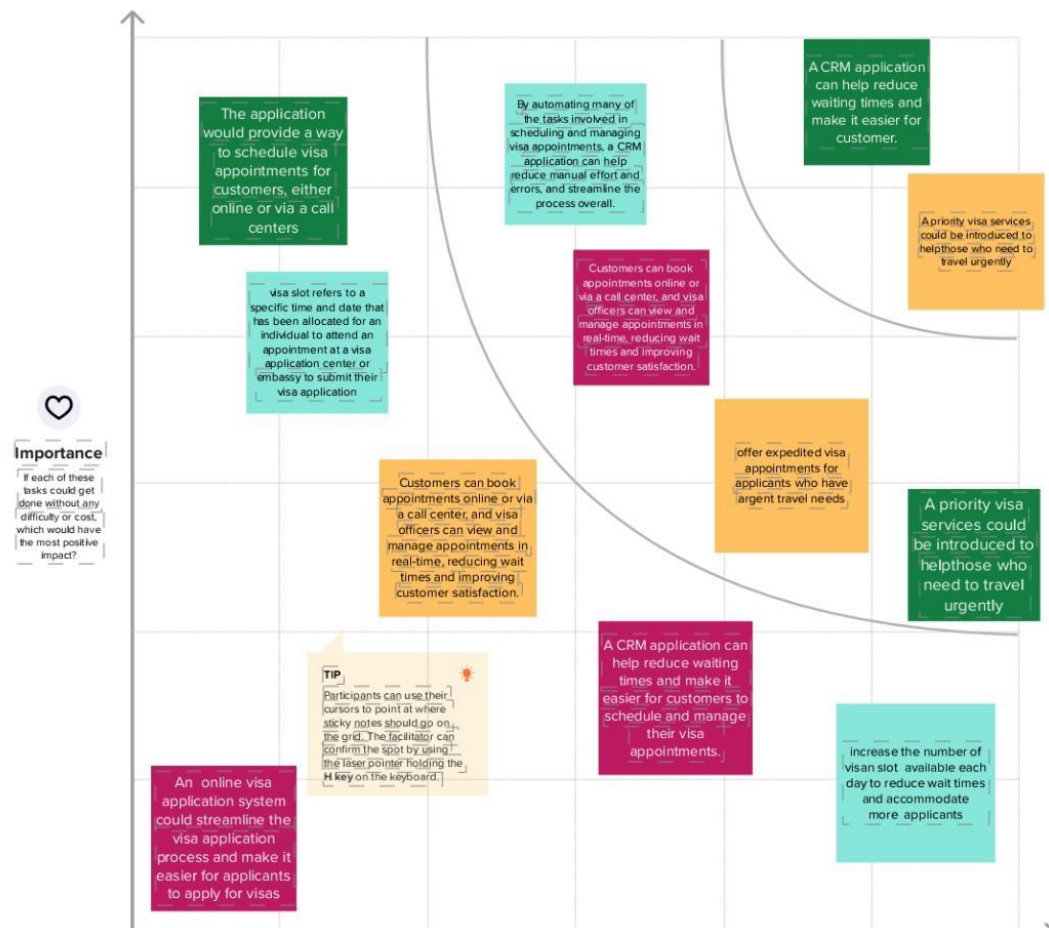 A CRM application
can help reduce
waiting times and
make it easier for
customer.
The application
would provide a way
to schedule visa
appointments for
customers, either
online or via a call
centers
By automating many of
the tasks involved in
scheduling and managing
visa appointments, a CRM
application can help
reduce manual effort and
errors, and streamline the
process overall.
A priority visa services
could be introduced to
helpthose who need to
travel urgently
Customers can book
appointments online or
via a call center, and visa
officers can view and
manage appointments in
real-time, reducing wait
times and improving
customer satisfaction.
visa slot refers to a
specific time and date that
has been allocated for an
individual to attend an
appointment at a visa
application center or
embassy to submit their
visa application
Importance
If each of these
tasks could get
done without any
difficulty or cost,
which would have
the most positive
impact?
Customers can book
appointments online or via
a call center, and visa
officers can view and
manage appointments in
real-time, reducing wait
times and improving
customer satisfaction.
offer expedited visa
appointments for
applicants who have
argent travel needs
A priority visa
services could
be introduced to
helpthose who
need to travel
urgently
TIP
Participants can use their
cursors to point at where
sticky notes should go on
the grid. The facilitator can
confirm the spot by using
the laser pointer holding the
H key on the keyboard.
A CRM application can
help reduce waiting
times and make it
easier for customers to
schedule and manage
their visa
appointments.
increase the number of
visan slot available each
day to reduce wait times
and accommodate
more applicants
An online visa
application system
could streamline the
visa application
process and make it
easier for applicants
to apply for visas